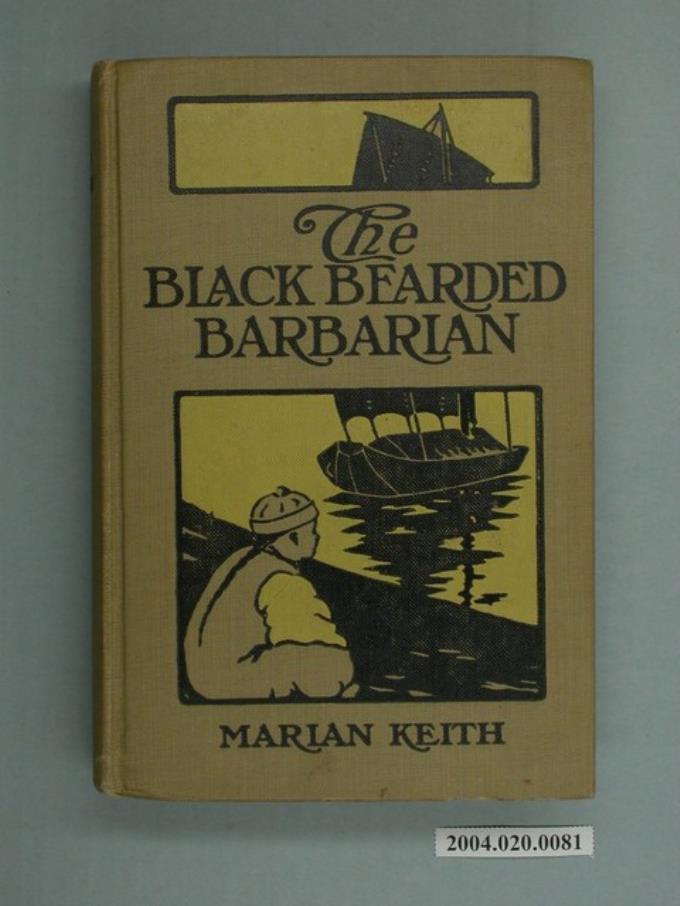 The
BLACK BEARDED
BARBARIAN
MARIAN KEITH
2004.020.0081